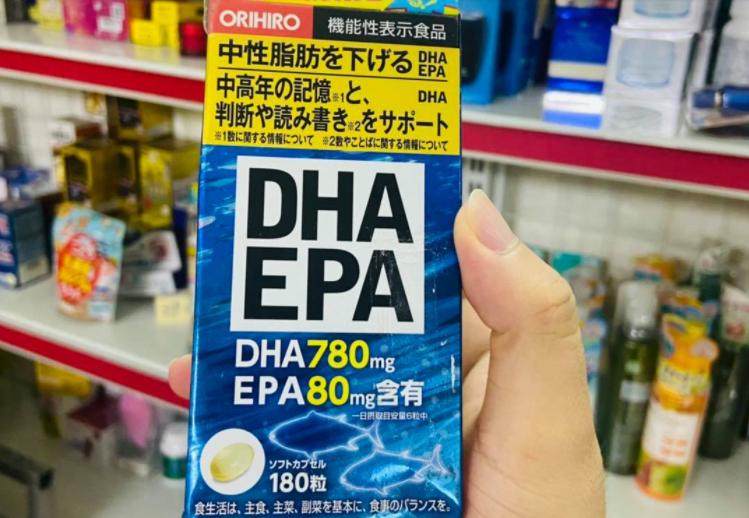 ORIHIRO 機能性表示食品
中性脂肪を下げる DHA EPA
中高年の記憶※1と、 DHA
判断や読み書き※2をサポート
※1数に関する情報について ※2数やことばに関する情報について
DHA
EPA
DHA780mg
EPA80mg含有
一日摂取目安量6粒中
ソフトカプセル
180粒
食生活は、主食、主菜、副菜を基本に、食事のバランスを。